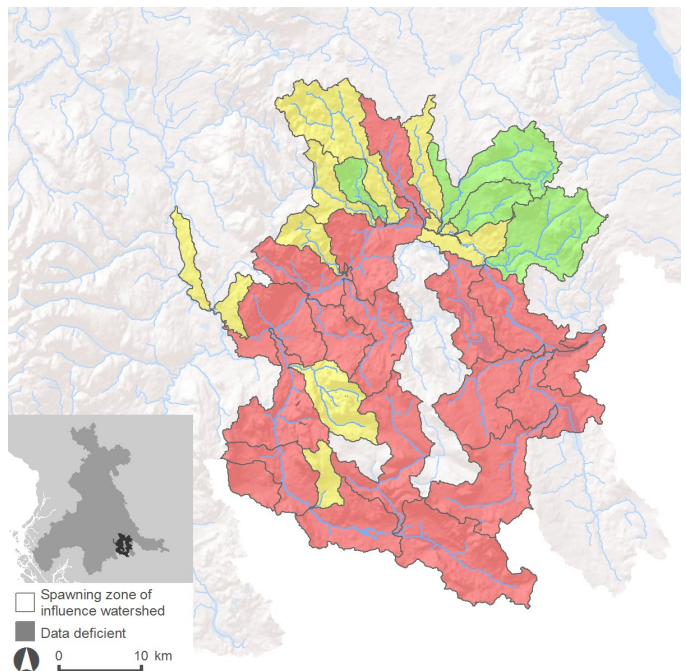 Spawning zone of
influence watershed
Data deficient
0 10 km